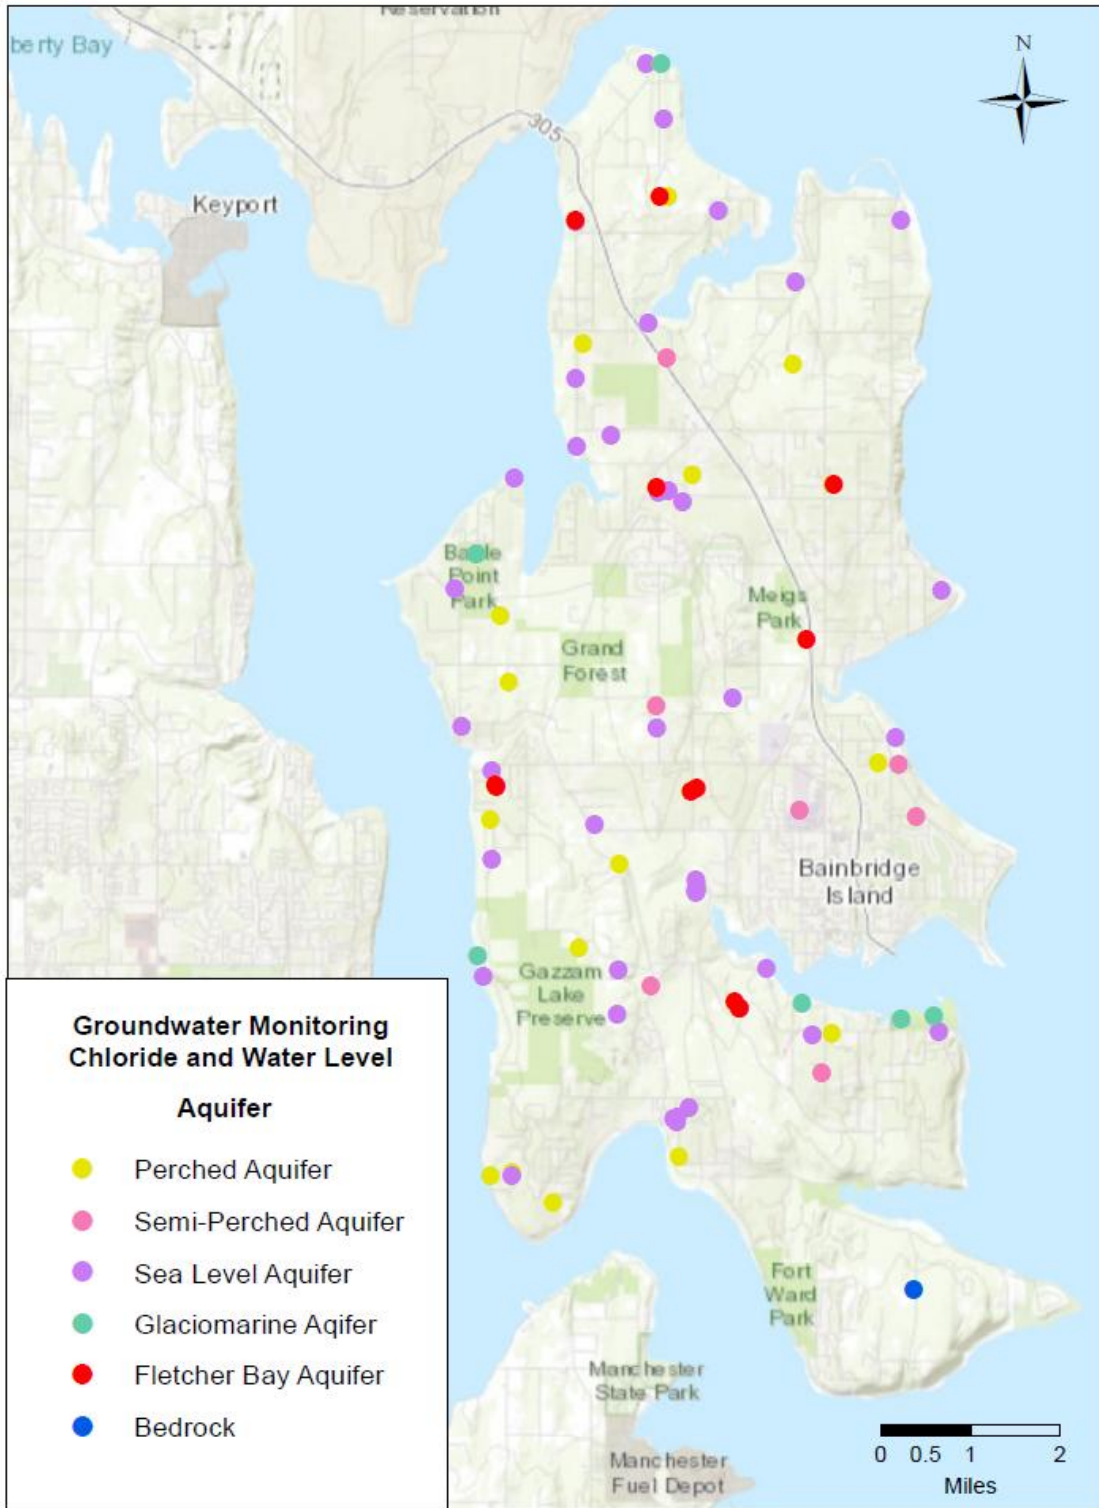 Reservation
berty Bay
N
305
Keyport
Battle
Point
Park
Meigs
Park
Grand
Forest
Bainbridge
Island
Gazzam
Lake
Preserve
Groundwater Monitoring
Chloride and Water Level
Aquifer
Perched Aquifer
Semi-Perched Aquifer
Sea Level Aquifer
Glaciomarine Aqifer
Fletcher Bay Aquifer
Bedrock
Fort
Ward
Park
Manchester
State Park
Manchester
Fuel Depot
0 0.5 1 2
Miles